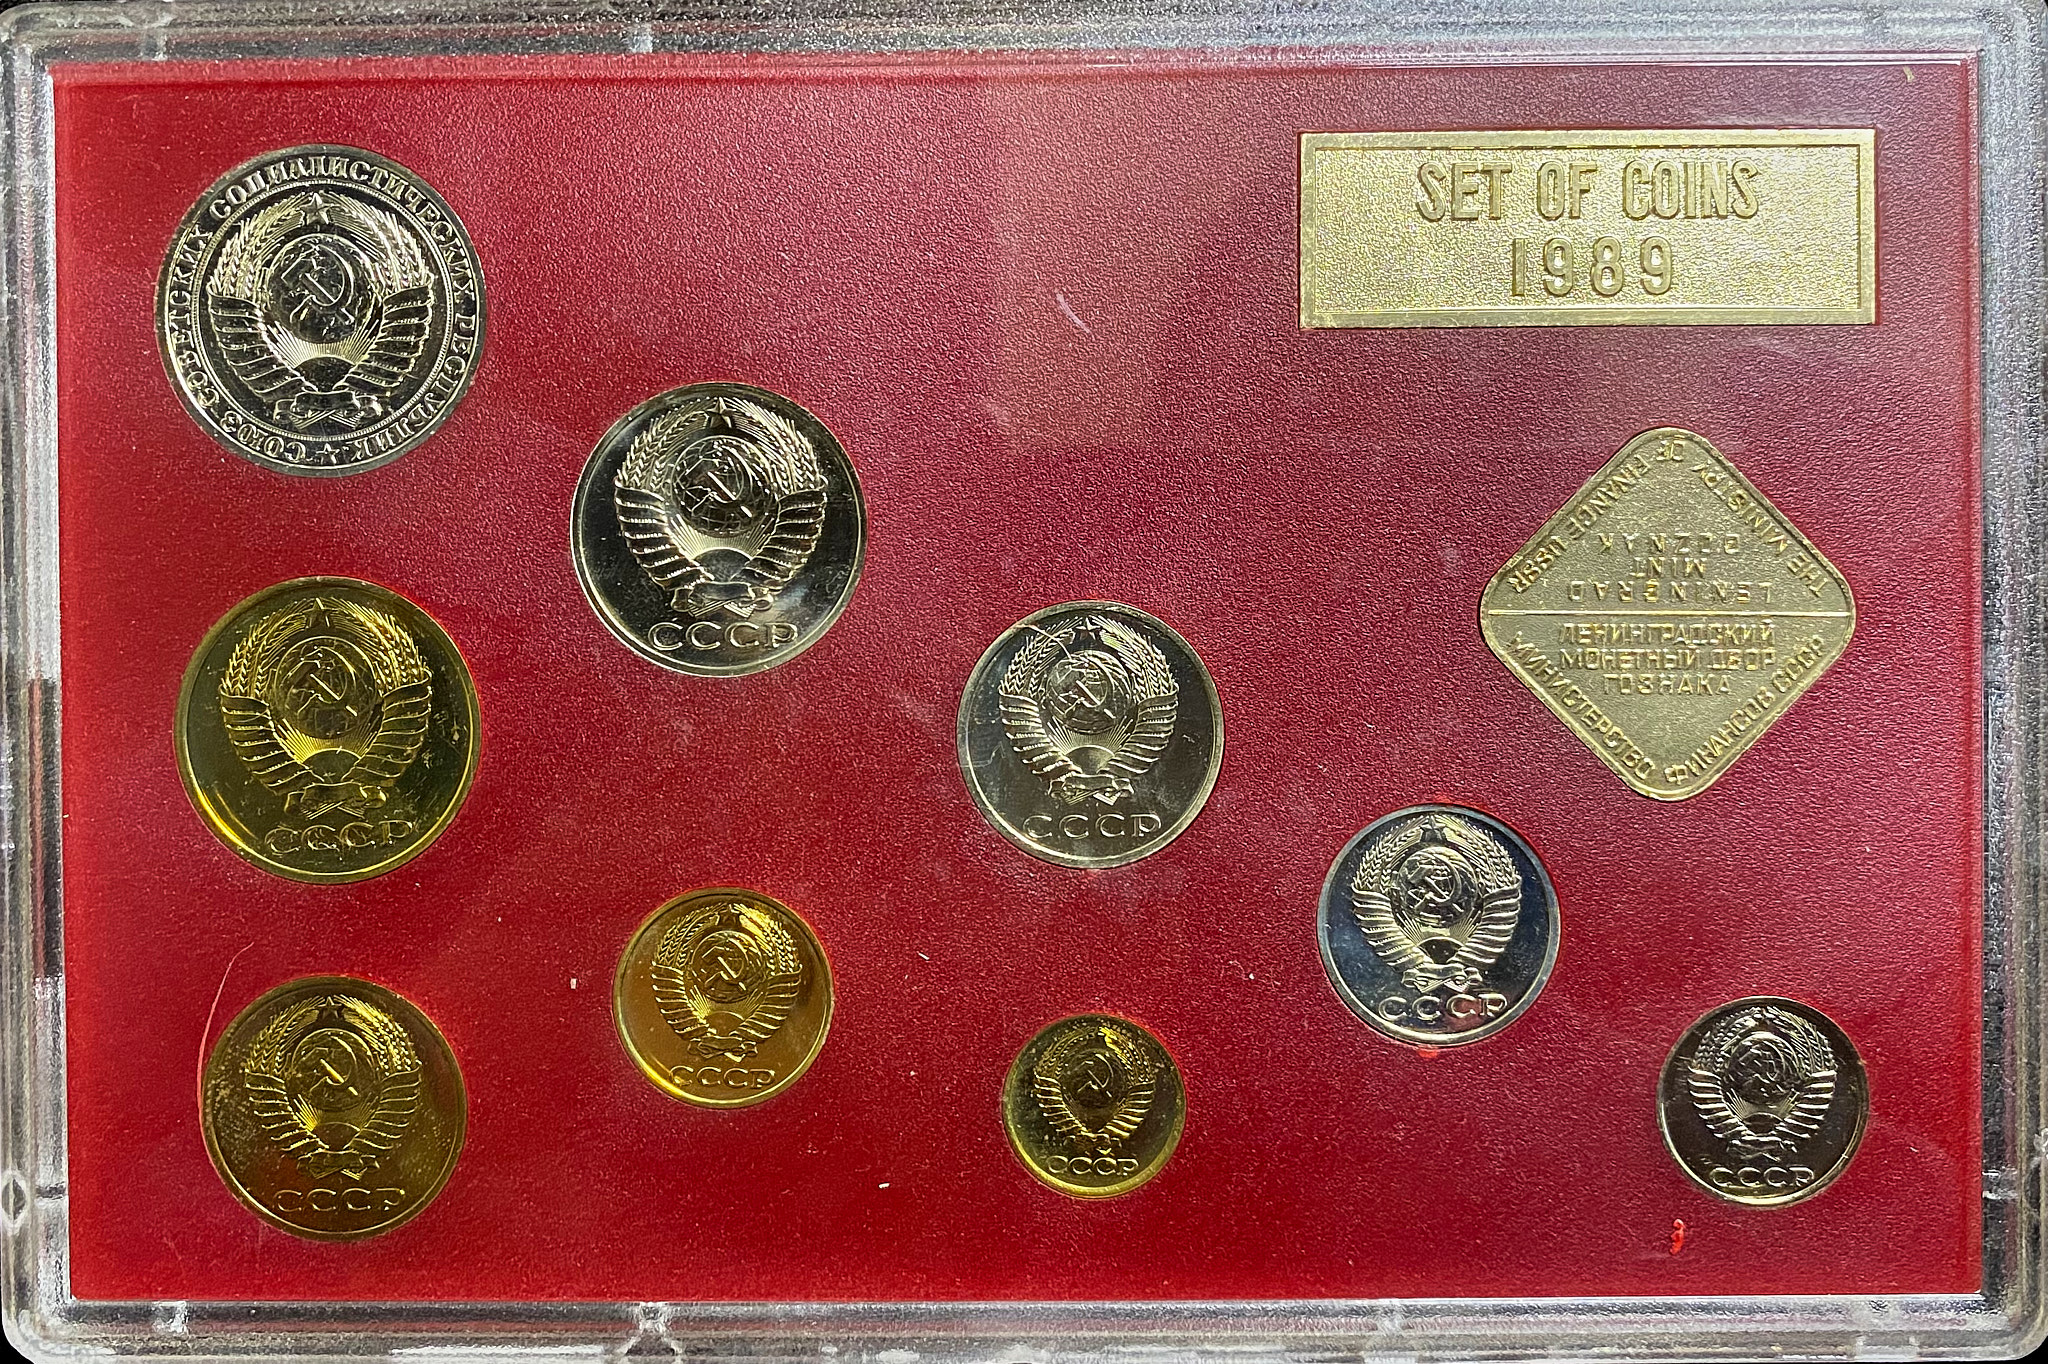 SET OF COINS
1989
СОЮЗ СОВЕТСКИХ СОЦИАЛИСТИЧЕСКИХ РЕСПУБЛИК
СССР
СССР
СССР
THE MINISTRY OF FINANCE USSR
LENINGRAD
MINT
GOZNAK
ЛЕНИНГРАДСКИЙ
МОНЕТНЫЙ ДВОР
ГОЗНАКА
МИНИСТЕРСТВО ФИНАНСОВ СССР
СССР
СССР
СССР
СССР
СССР